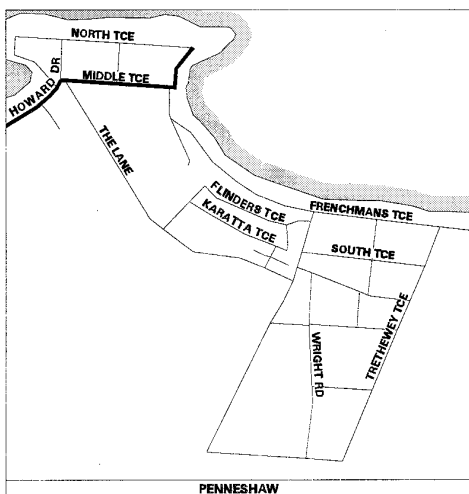 NORTH TCE
HOWARD DR
MIDDLE TCE
THE LANE
FLINDERS TCE
FRENCHMANS TCE
KARATTA TCE
SOUTH TCE
TRETHEWEY TCE
WRIGHT RD
PENNESHAW